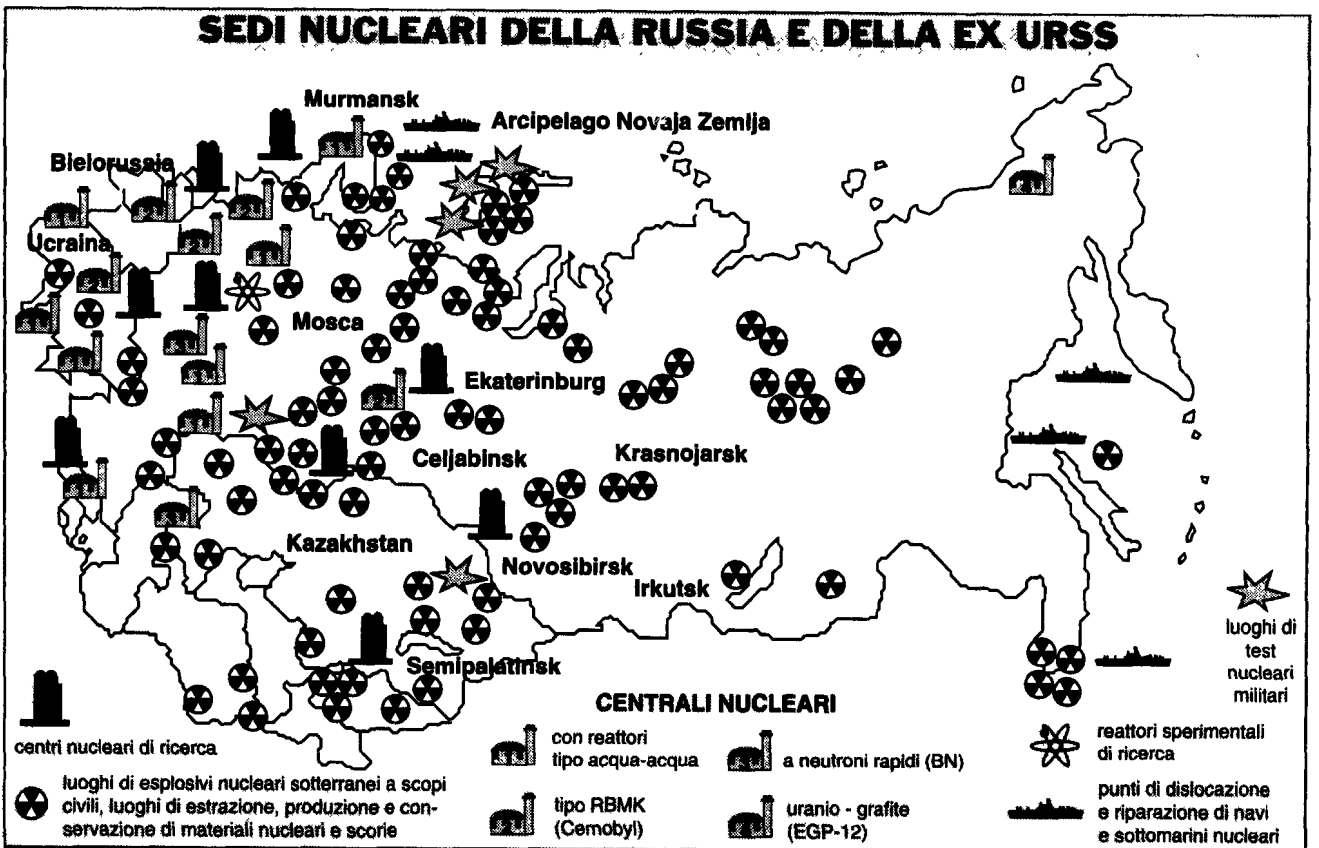 SEDI NUCLEARI DELLA RUSSIA E DELLA EX URSS
Murmansk
Arcipelago Novaja Zemlja
Bielorussia
Ucraina
Mosca
Ekaterinburg
Celjabinsk
Krasnojarsk
Kazakhstan
Novosibirsk
Irkutsk
Semipalatinsk
luoghi di
test
nucleari
militari
centri nucleari di ricerca
luoghi di esplosivi nucleari sotterranei a scopi
civili, luoghi di estrazione, produzione e con-
servazione di materiali nucleari e scorie
CENTRALI NUCLEARI
con reattori
tipo acqua-acqua
a neutroni rapidi (BN)
tipo RBMK
(Cernobyl)
uranio - grafite
(EGP-12)
reattori sperimentali
di ricerca
punti di dislocazione
e riparazione di navi
e sottomarini nucleari